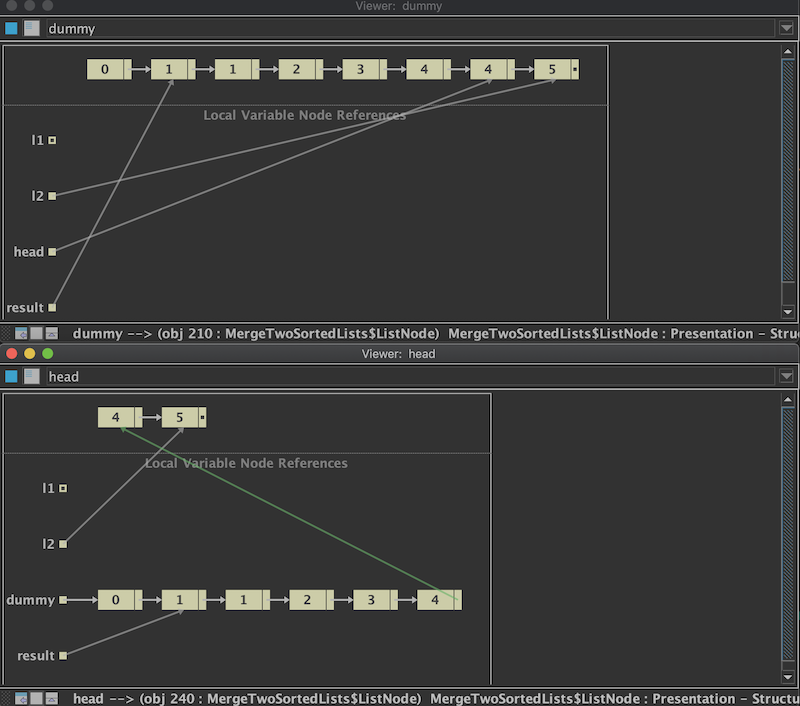 Viewer: dummy
dummy
0 1 1 2 3 4 4 5
Local Variable Node References
l1
l2
head
result
dummy --> (obj 210 : MergeTwoSortedLists$ListNode) MergeTwoSortedLists$ListNode : Presentation – Structu
Viewer: head
head
4 5
Local Variable Node References
l1
l2
dummy 0 1 1 2 3 4
result
head --> (obj 240 : MergeTwoSortedLists$ListNode) MergeTwoSortedLists$ListNode : Presentation – Structu